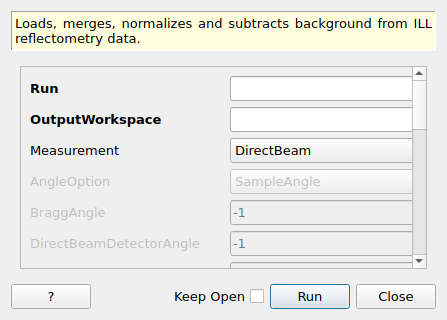 Loads, merges, normalizes and subtracts background from ILL
reflectometry data.
Run
OutputWorkspace
Measurement DirectBeam
AngleOption SampleAngle
BraggAngle -1
DirectBeamDetectorAngle -1
? Keep Open Run Close